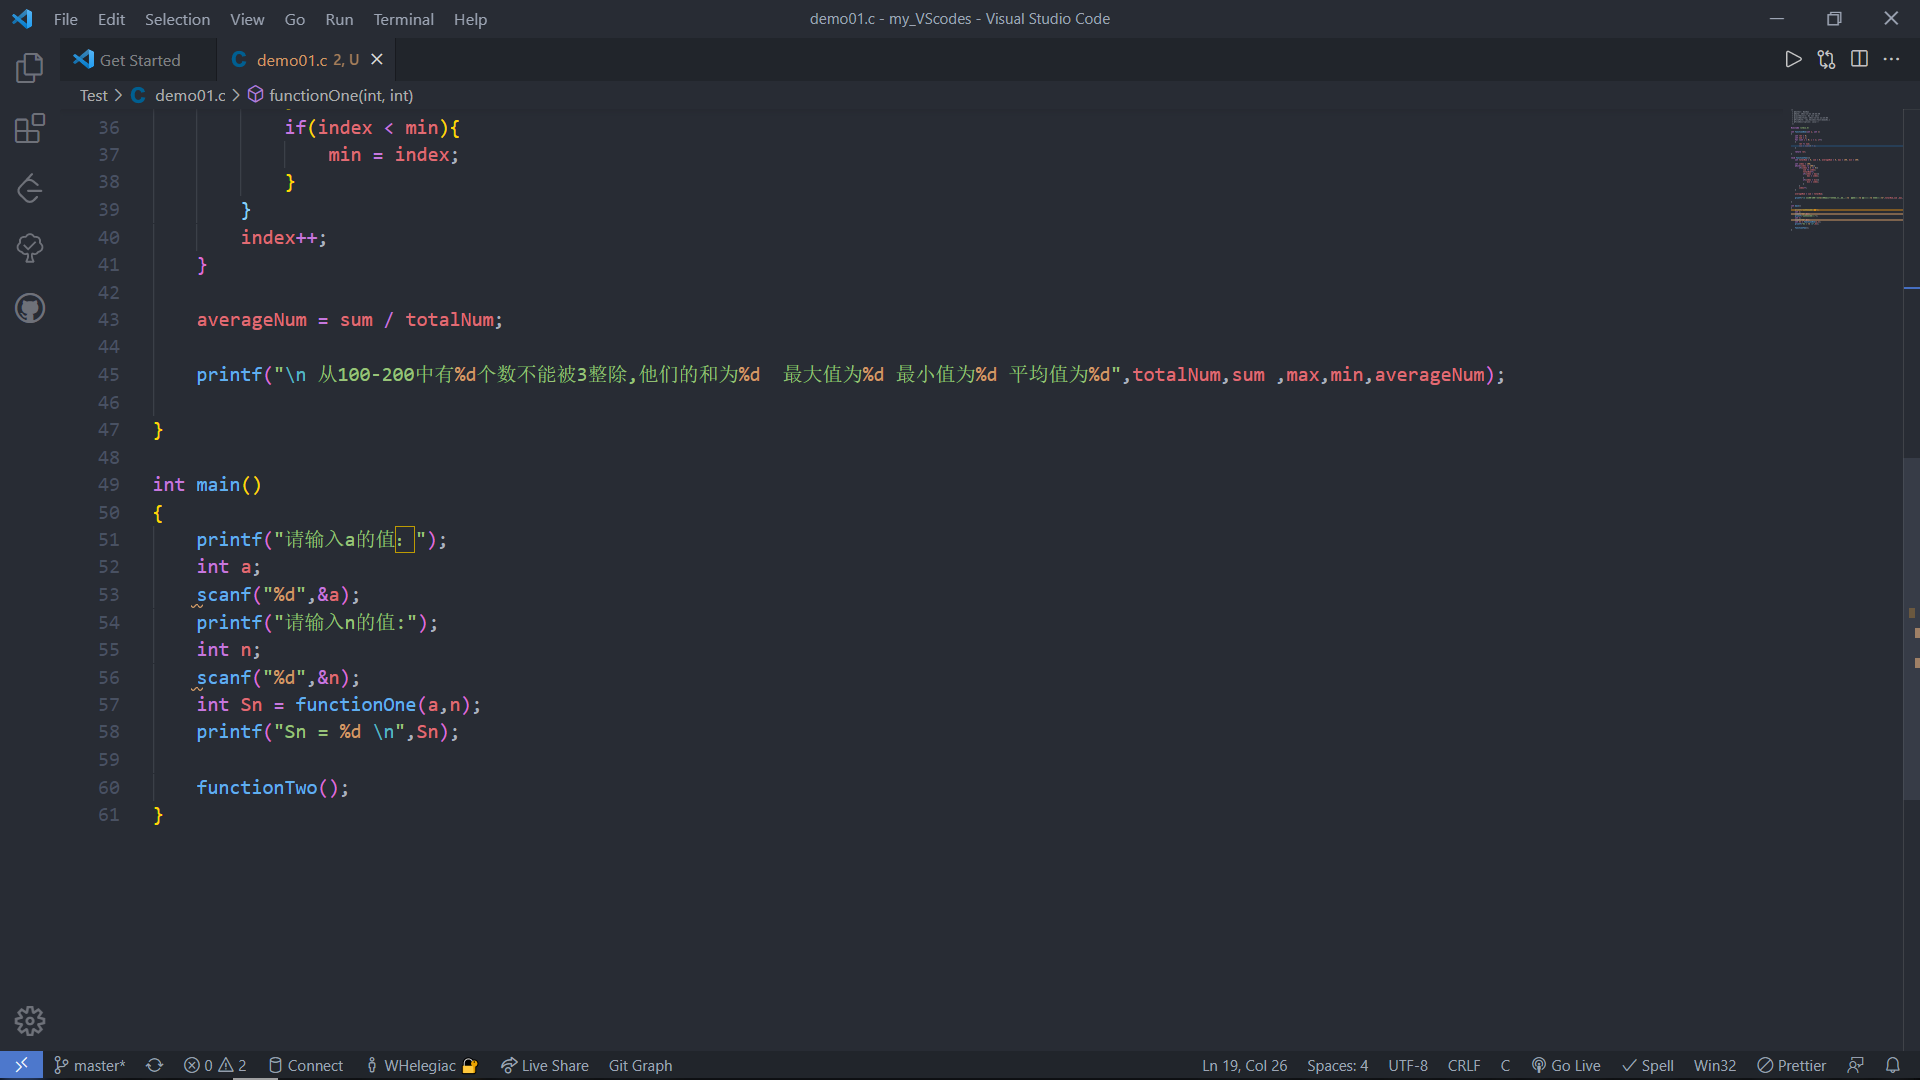 File Edit Selection View Go Run Terminal Help
demo01.c - my_VScodes - Visual Studio Code
Get Started
demo01.c 2, U
Test > demo01.c > functionOne(int, int)
36 if(index < min){
37 min = index;
38 }
39 }
40 index++;
41 }
42
43 averageNum = sum / totalNum;
44
45 printf("\n 从100-200中有%d个数不能被3整除,他们的和为%d  最大值为%d 最小值为%d 平均值为%d",totalNum,sum ,max,min,averageNum);
46
47 }
48
49 int main()
50 {
51 printf("请输入a的值：");
52 int a;
53 scanf("%d",&a);
54 printf("请输入n的值:");
55 int n;
56 scanf("%d",&n);
57 int Sn = functionOne(a,n);
58 printf("Sn = %d \n",Sn);
59
60 functionTwo();
61 }
master* 0 2 Connect WHelegiac Live Share Git Graph
Ln 19, Col 26 Spaces: 4 UTF-8 CRLF C Go Live Spell Win32 Prettier